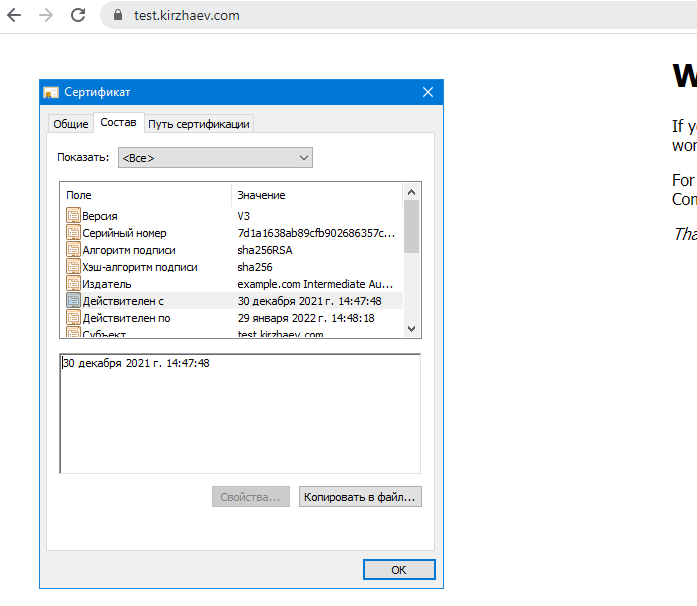 test.kirzhaev.com
Сертификат
Общие Состав Путь сертификации
Показать: <Все>
Поле Значение
Версия V3
Серийный номер 7d1a1638ab89cfb902686357c...
Алгоритм подписи sha256RSA
Хэш-алгоритм подписи sha256
Издатель example.com Intermediate Au...
Действителен с 30 декабря 2021 г. 14:47:48
Действителен по 29 января 2022 г. 14:48:18
Субъект test.kirzhaev.com
30 декабря 2021 г. 14:47:48
Свойства... Копировать в файл...
OK
W
If y
wor
For
Com
Tha